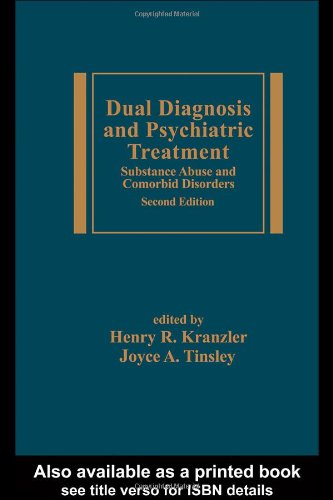 Dual Diagnosis
and Psychiatric
Treatment
Substance Abuse and
Comorbid Disorders
Second Edition
edited by
Henry R. Kranzler
Joyce A. Tinsley
Also available as a printed book
see title verso for ISBN details